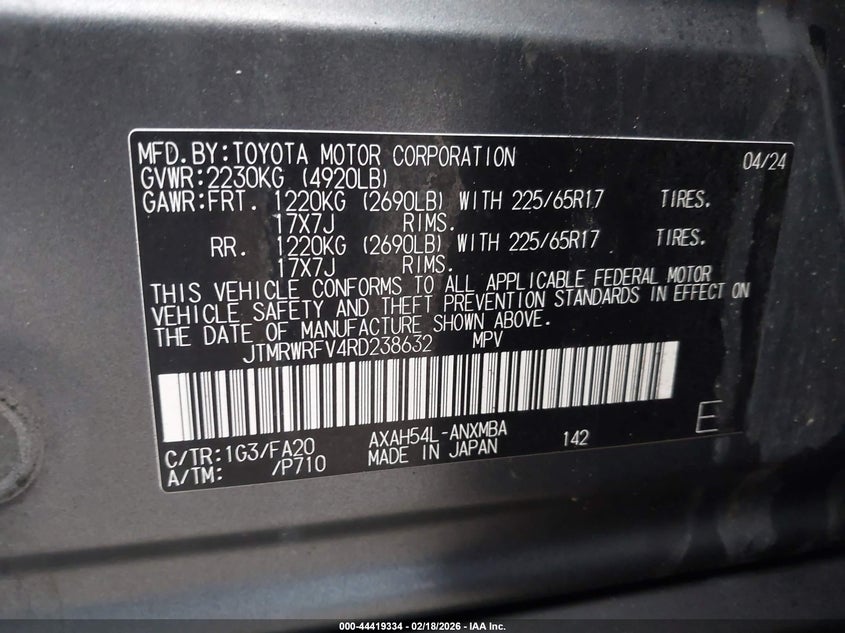 MFD.BY:TOYOTA MOTOR CORPORATION 04/24
GVWR:2230KG (4920LB)
GAWR:FRT. 1220KG (2690LB) WITH 225/65R17 TIRES.
17X7J RIMS.
RR. 1220KG (2690LB) WITH 225/65R17 TIRES.
17X7J RIMS.
THIS VEHICLE CONFORMS TO ALL APPLICABLE FEDERAL MOTOR
VEHICLE SAFETY AND THEFT PREVENTION STANDARDS IN EFFECT ON
THE DATE OF MANUFACTURE SHOWN ABOVE.
JTMRWRFV4RD238632 MPV
C/TR:1G3/FA20 AXAH54L-ANXMBA 142 E
A/TM: /P710 MADE IN JAPAN
000-44419334 - 02/18/2026 - IAA Inc.